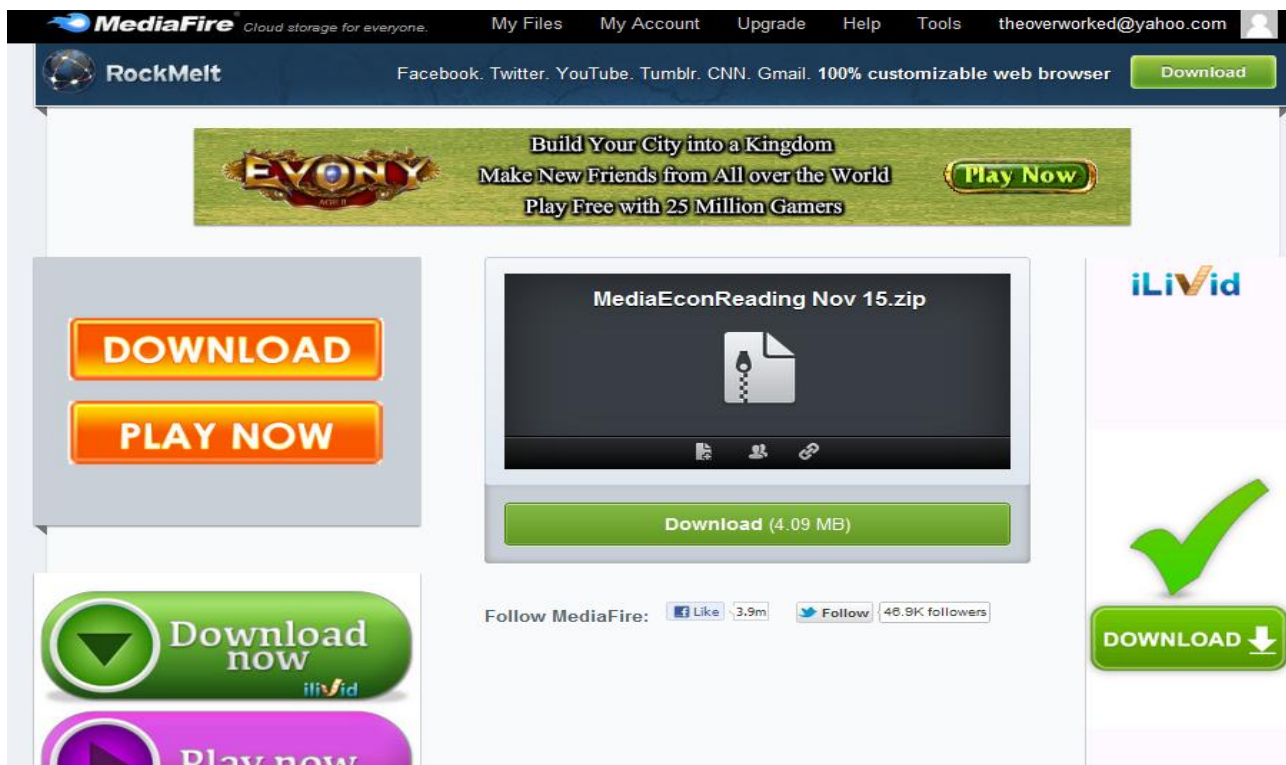 MediaFire Cloud storage for everyone. My Files My Account Upgrade Help Tools theoverworked@yahoo.com
RockMelt Facebook. Twitter. YouTube. Tumblr. CNN. Gmail. 100% customizable web browser Download
EVONY
AGE II
Build Your City into a Kingdom
Make New Friends from All over the World
Play Free with 25 Million Gamers
Play Now
DOWNLOAD
PLAY NOW
MediaEconReading Nov 15.zip
Download (4.09 MB)
iLiVid
Follow MediaFire: Like 3.9m Follow 46.9K followers
Download
now
iliVid
Play now
DOWNLOAD